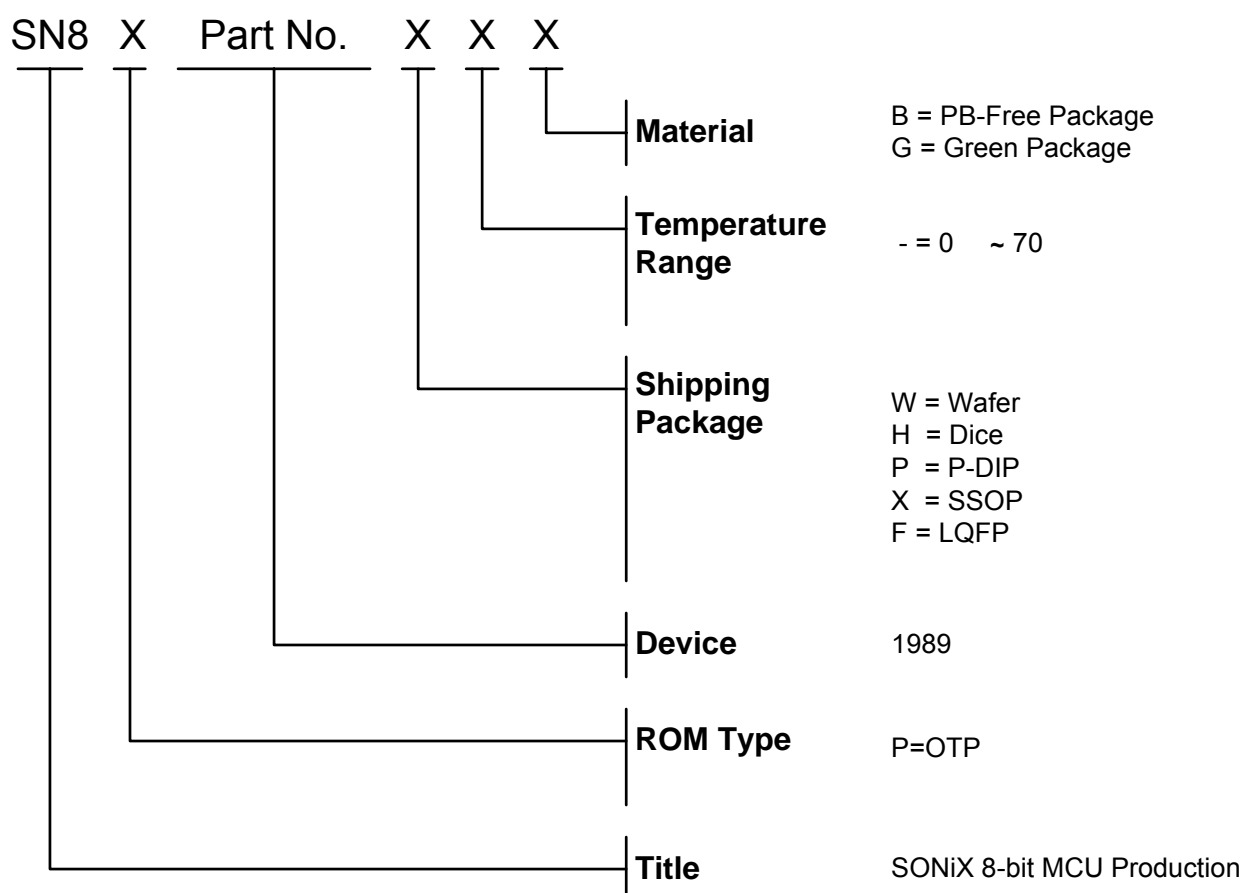 SN8 X Part No. X X X
Material
B = PB-Free Package
G = Green Package
Temperature
Range
- = 0 ~ 70
Shipping
Package
W = Wafer
H = Dice
P = P-DIP
X = SSOP
F = LQFP
Device
1989
ROM Type
P=OTP
Title
SONiX 8-bit MCU Production